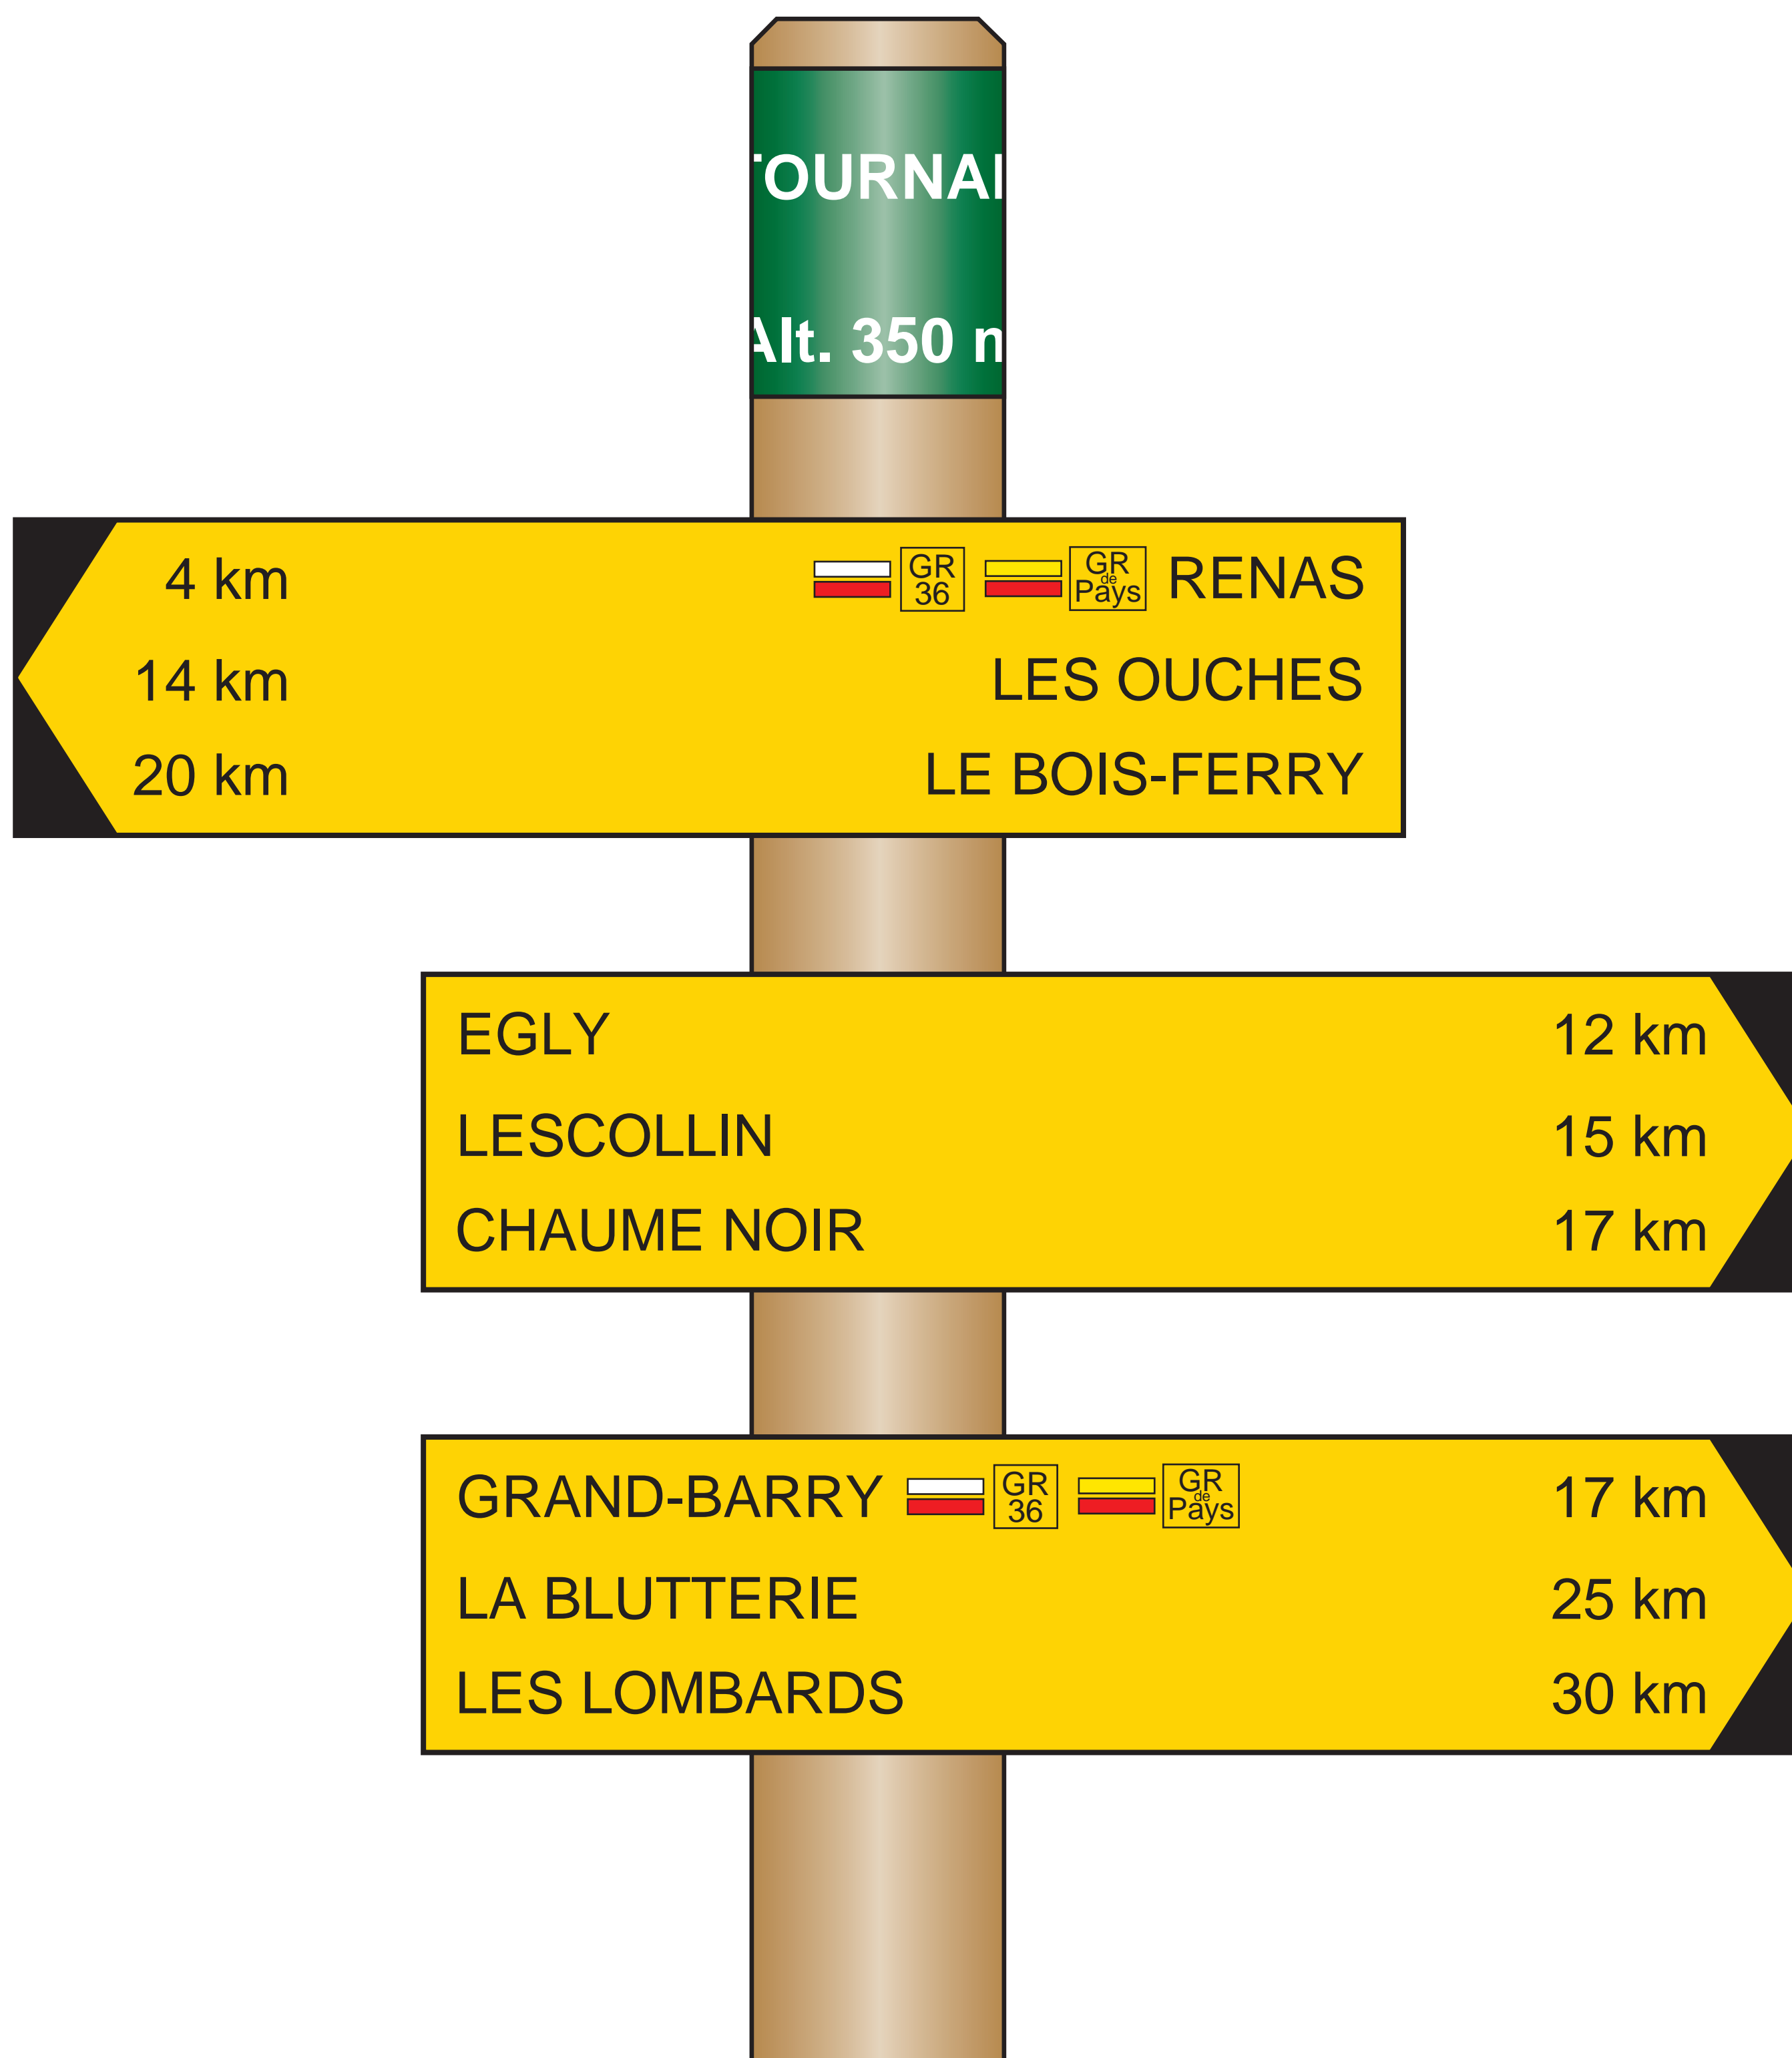 TOURNAI
Alt. 350 m
4 km GR 36 GR de Pays RENAS
14 km LES OUCHES
20 km LE BOIS-FERRY
EGLY 12 km
LESCOLLIN 15 km
CHAUME NOIR 17 km
GRAND-BARRY GR 36 GR de Pays 17 km
LA BLUTTERIE 25 km
LES LOMBARDS 30 km